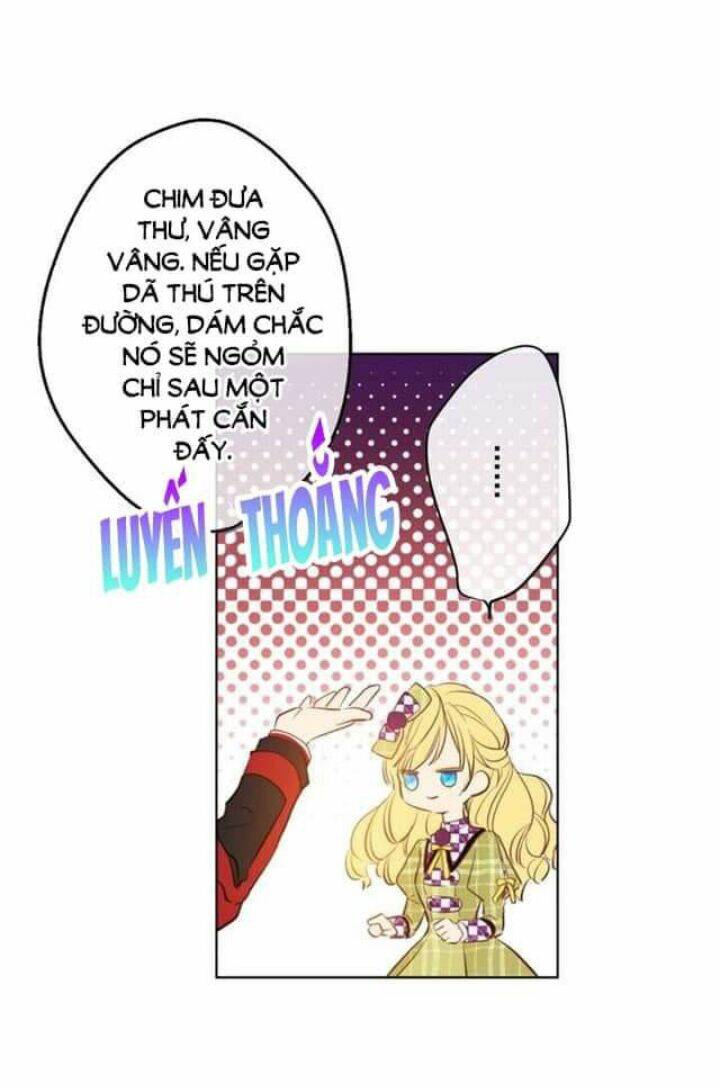 CHIM ĐƯA
THƯ, VÂNG
VÂNG. NẾU GẶP
DÃ THÚ TRÊN
ĐƯỜNG, DÁM CHẮC
NÓ SẼ NGỎM
CHỈ SAU MỘT
PHÁT CẮN
ĐẤY.
.......
LUYẾN THOẮNG